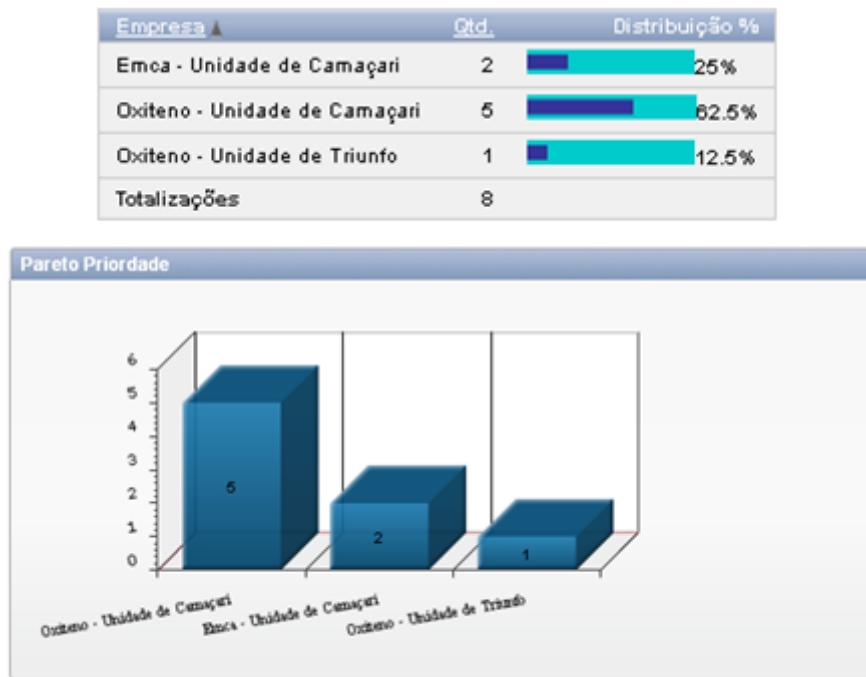 Empresa Qtd. Distribuição %
Emca - Unidade de Camaçari 2 25%
Oxiteno - Unidade de Camaçari 5 62.5%
Oxiteno - Unidade de Triunfo 1 12.5%
Totalizações 8
Pareto Priordade
6
5
4
3
2
1
0
5
2
1
Oxiteno - Unidade de Camaçari
Emca - Unidade de Camaçari
Oxiteno - Unidade de Triunfo